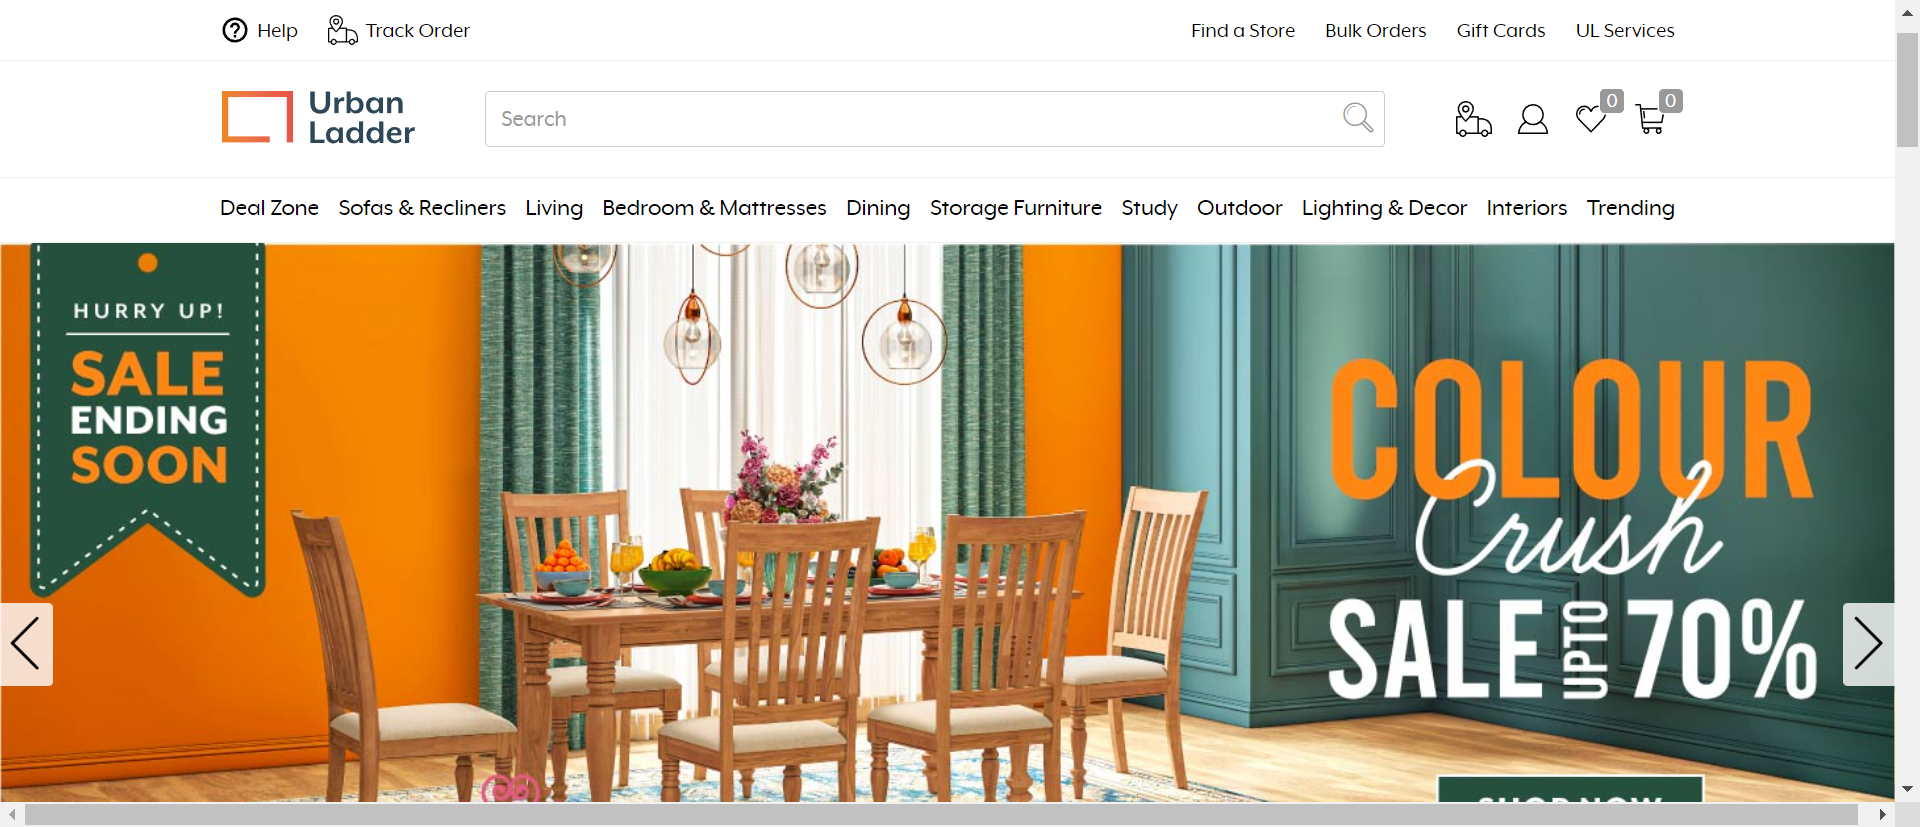 Help
Track Order
Find a Store
Bulk Orders
Gift Cards
UL Services
Urban
Ladder
Search
0
0
Deal Zone
Sofas & Recliners
Living
Bedroom & Mattresses
Dining
Storage Furniture
Study
Outdoor
Lighting & Decor
Interiors
Trending
HURRY UP!
SALE
ENDING
SOON
COLOUR
Crush
SALE UPTO 70%
SHOP NOW